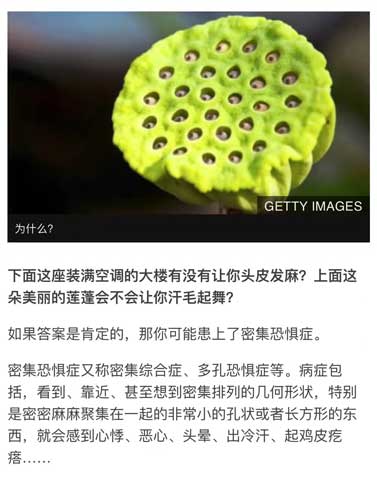 GETTY IMAGES
为什么?
下面这座装满空调的大楼有没有让你头皮发麻？上面这
朵美丽的莲蓬会不会让你汗毛起舞？
如果答案是肯定的，那你可能患上了密集恐惧症。
密集恐惧症又称密集综合症、多孔恐惧症等。病症包
括，看到、靠近、甚至想到密集排列的几何形状，特别
是密密麻麻聚集在一起的非常小的孔状或者长方形的东
西，就会感到心悸、恶心、头晕、出冷汗、起鸡皮疙
瘩……